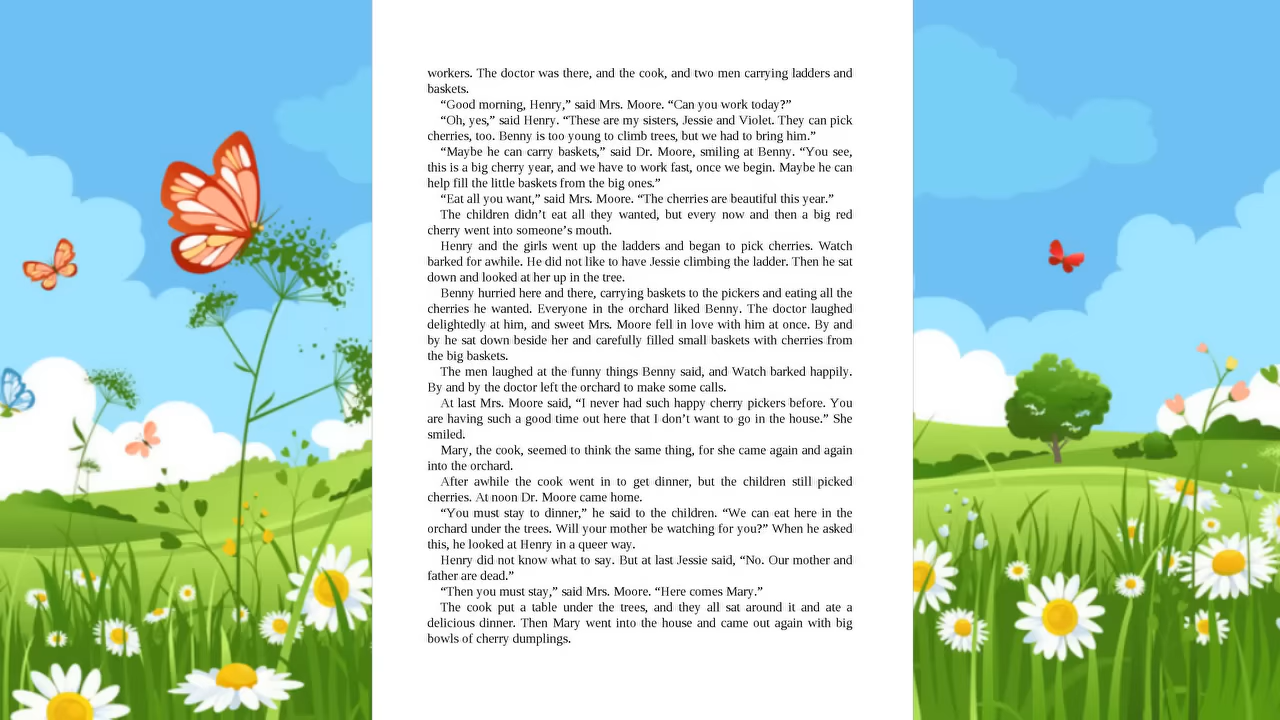 workers. The doctor was there, and the cook, and two men carrying ladders and
baskets.
“Good morning, Henry,” said Mrs. Moore. “Can you work today?”
“Oh, yes,” said Henry. “These are my sisters, Jessie and Violet. They can pick
cherries, too. Benny is too young to climb trees, but we had to bring him.”
“Maybe he can carry baskets,” said Dr. Moore, smiling at Benny. “You see,
this is a big cherry year, and we have to work fast, once we begin. Maybe he can
help fill the little baskets from the big ones.”
“Eat all you want,” said Mrs. Moore. “The cherries are beautiful this year.”
The children didn’t eat all they wanted, but every now and then a big red
cherry went into someone’s mouth.
Henry and the girls went up the ladders and began to pick cherries. Watch
barked for awhile. He did not like to have Jessie climbing the ladder. Then he sat
down and looked at her up in the tree.
Benny hurried here and there, carrying baskets to the pickers and eating all the
cherries he wanted. Everyone in the orchard liked Benny. The doctor laughed
delightedly at him, and sweet Mrs. Moore fell in love with him at once. By and
by he sat down beside her and carefully filled small baskets with cherries from
the big baskets.
The men laughed at the funny things Benny said, and Watch barked happily.
By and by the doctor left the orchard to make some calls.
At last Mrs. Moore said, “I never had such happy cherry pickers before. You
are having such a good time out here that I don’t want to go in the house.” She
smiled.
Mary, the cook, seemed to think the same thing, for she came again and again
into the orchard.
After awhile the cook went in to get dinner, but the children still picked
cherries. At noon Dr. Moore came home.
“You must stay to dinner,” he said to the children. “We can eat here in the
orchard under the trees. Will your mother be watching for you?” When he asked
this, he looked at Henry in a queer way.
Henry did not know what to say. But at last Jessie said, “No. Our mother and
father are dead.”
“Then you must stay,” said Mrs. Moore. “Here comes Mary.”
The cook put a table under the trees, and they all sat around it and ate a
delicious dinner. Then Mary went into the house and came out again with big
bowls of cherry dumplings.